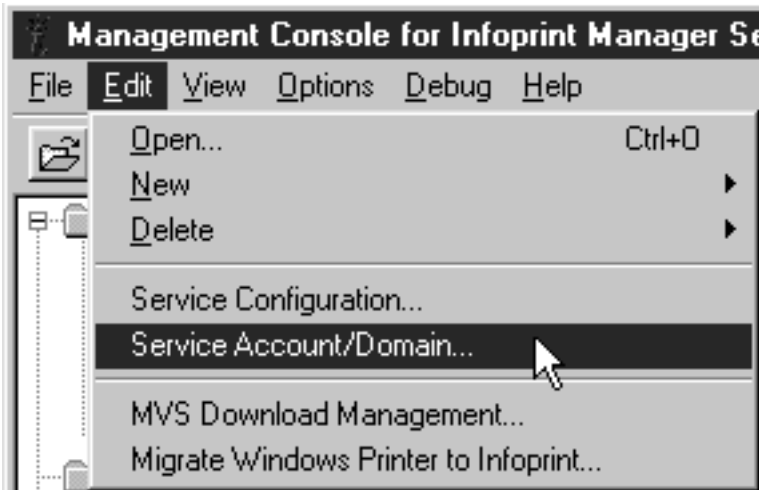 Management Console for Infoprint Manager Se
File Edit View Options Debug Help
Open... Ctrl+O
New
Delete
Service Configuration...
Service Account/Domain...
MVS Download Management...
Migrate Windows Printer to Infoprint...